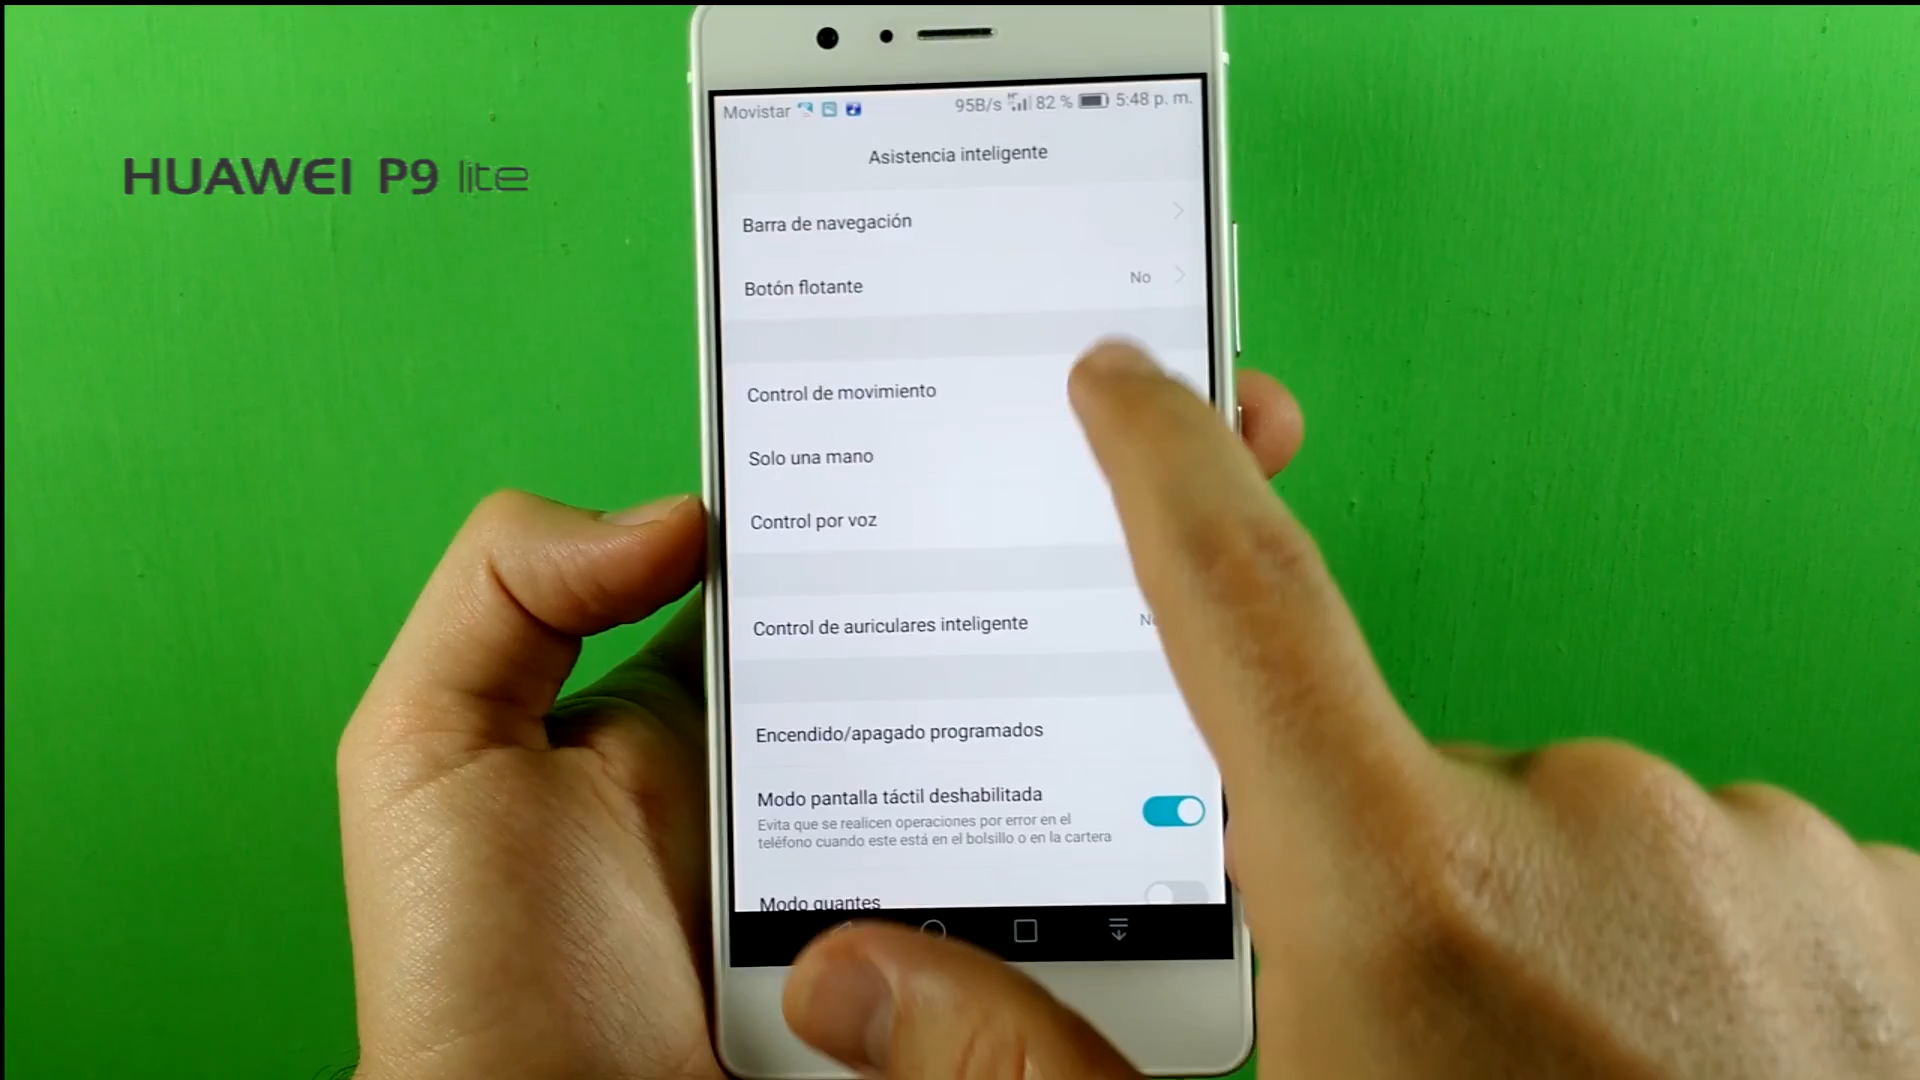 HUAWEI P9 lite
Movistar 95B/s 82 % 5:48 p. m.
Asistencia inteligente
Barra de navegación
Botón flotante No
Control de movimiento
Solo una mano
Control por voz
Control de auriculares inteligente
Encendido/apagado programados
Modo pantalla táctil deshabilitada
Evita que se realicen operaciones por error en el
teléfono cuando este está en el bolsillo o en la cartera
Modo guantes